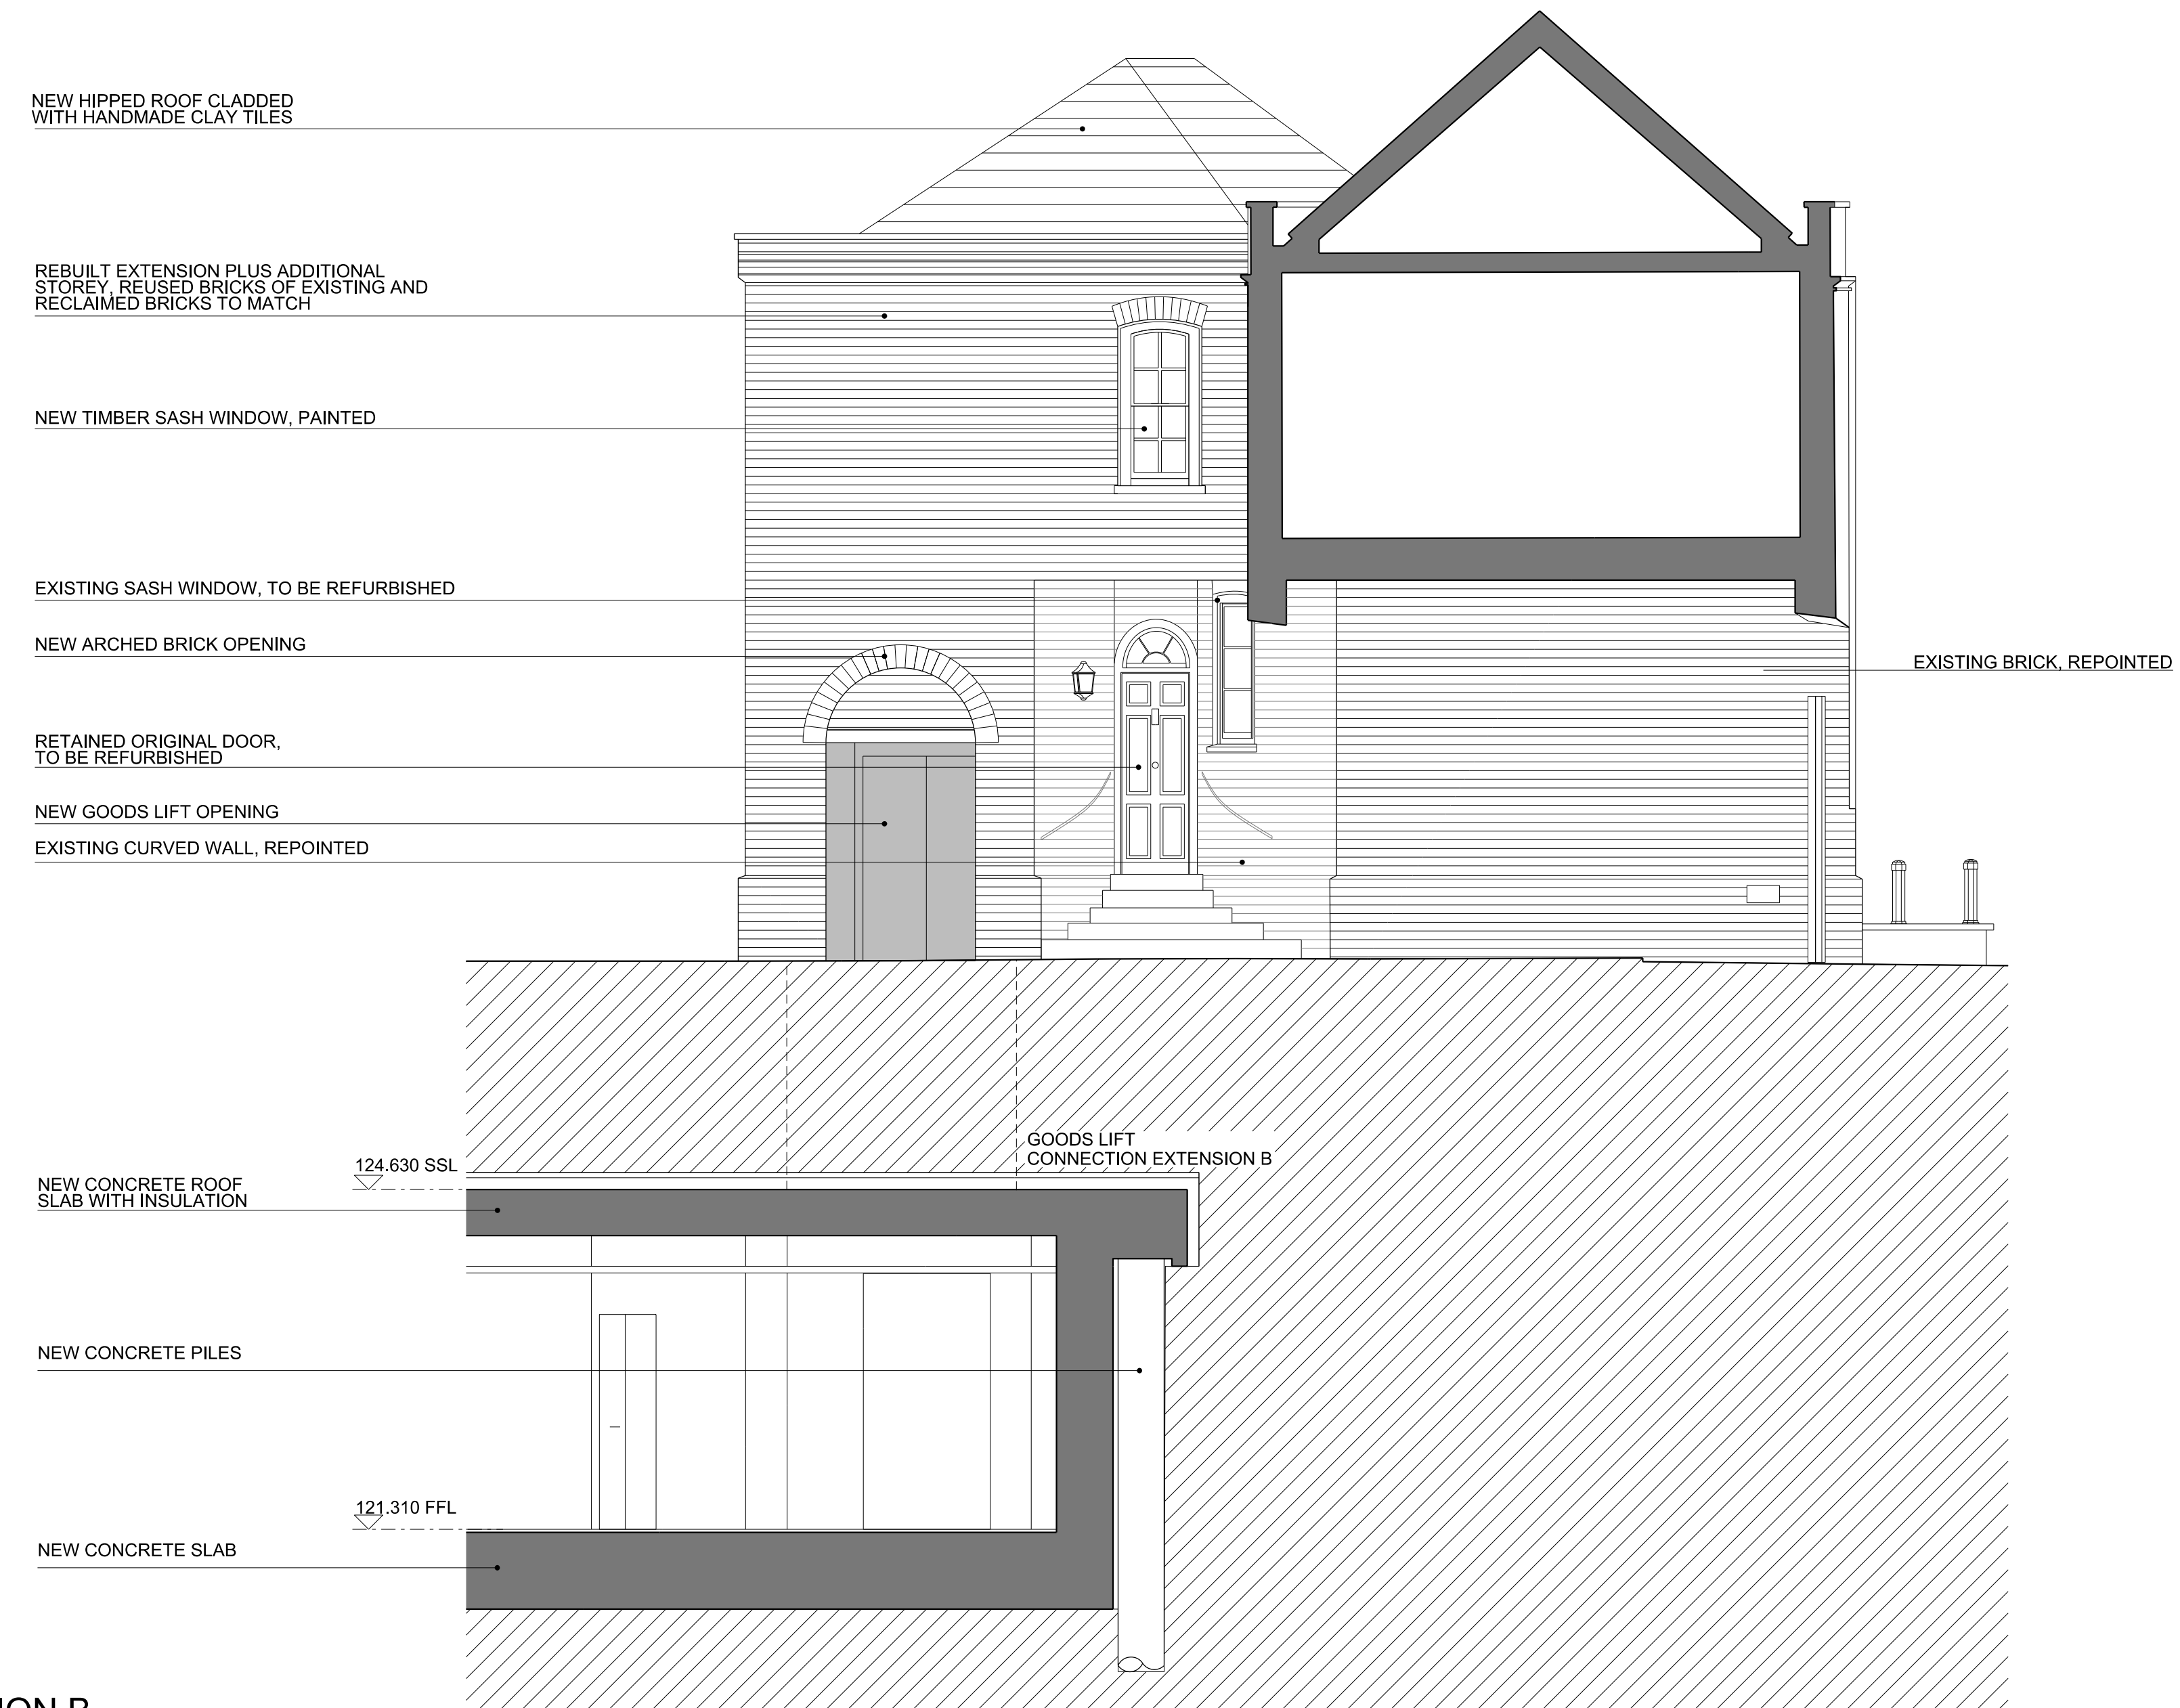 NEW HIPPED ROOF CLADDED
WITH HANDMADE CLAY TILES
REBUILT EXTENSION PLUS ADDITIONAL
STOREY, REUSED BRICKS OF EXISTING AND
RECLAIMED BRICKS TO MATCH
NEW TIMBER SASH WINDOW, PAINTED
EXISTING SASH WINDOW, TO BE REFURBISHED
NEW ARCHED BRICK OPENING
EXISTING BRICK, REPOINTED
RETAINED ORIGINAL DOOR,
TO BE REFURBISHED
NEW GOODS LIFT OPENING
EXISTING CURVED WALL, REPOINTED
GOODS LIFT
CONNECTION EXTENSION B
124.630 SSL
NEW CONCRETE ROOF
SLAB WITH INSULATION
NEW CONCRETE PILES
121.310 FFL
NEW CONCRETE SLAB